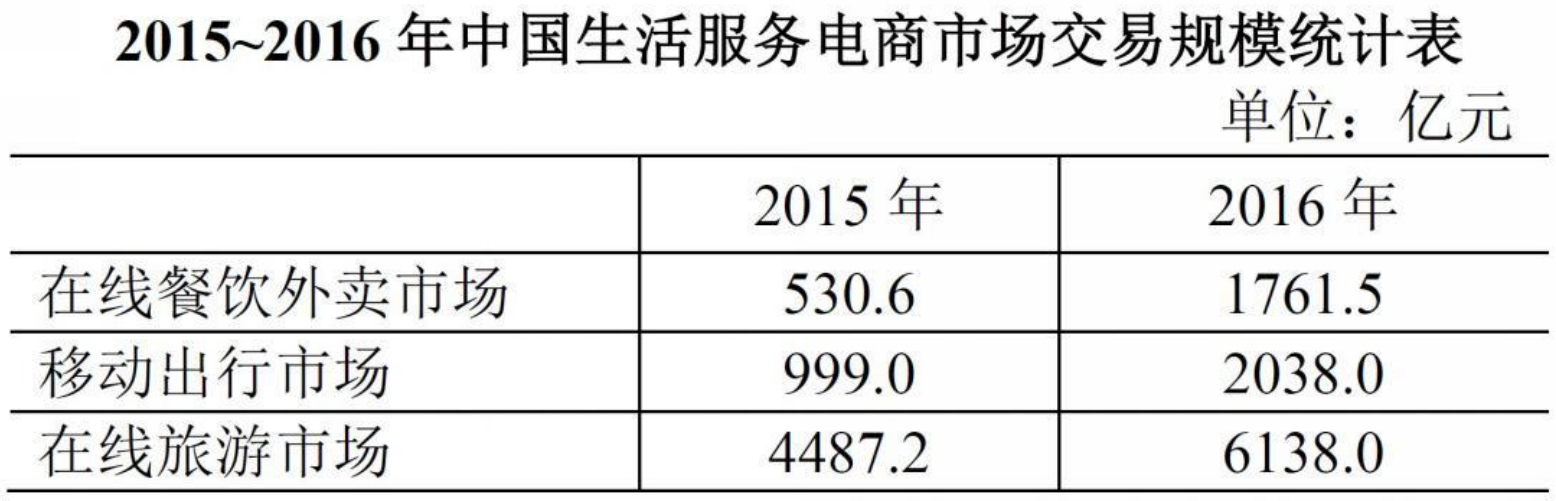 2015~2016 年中国生活服务电商市场交易规模统计表
单位：亿元
2015 年 2016 年
在线餐饮外卖市场 530.6 1761.5
移动出行市场 999.0 2038.0
在线旅游市场 4487.2 6138.0